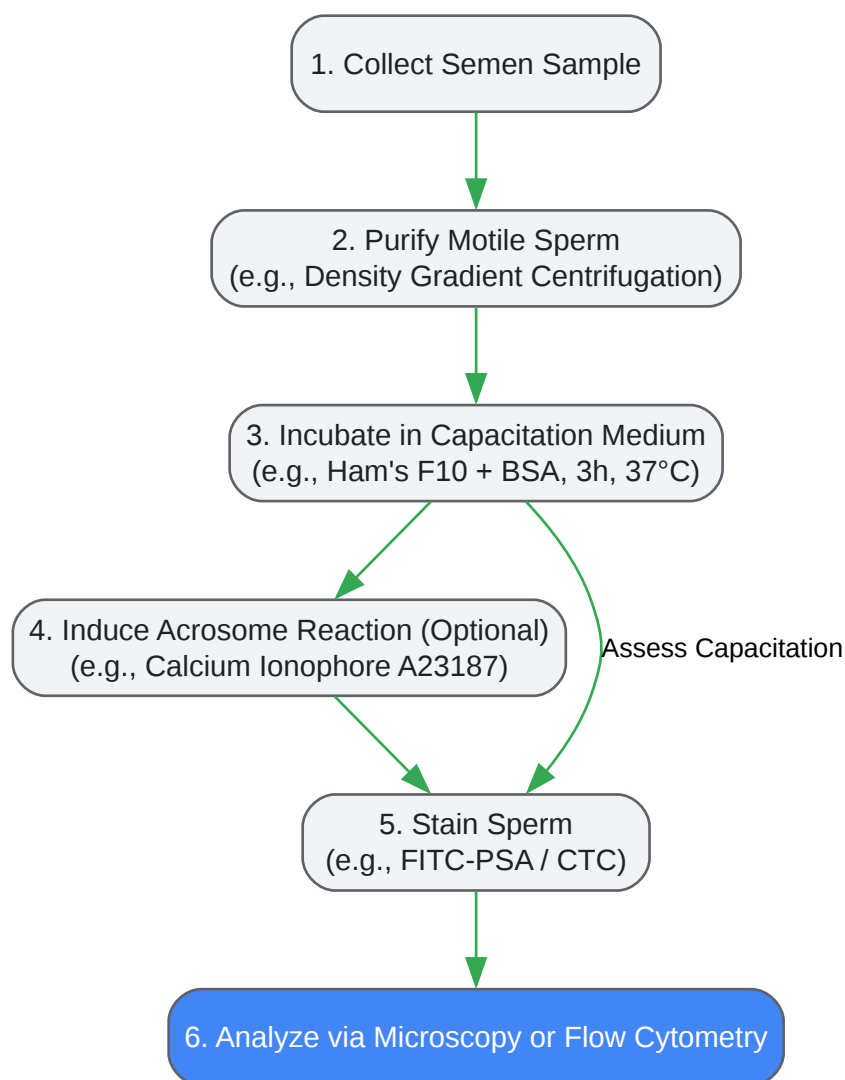 1. Collect Semen Sample
2. Purify Motile Sperm
(e.g., Density Gradient Centrifugation)
3. Incubate in Capacitation Medium
(e.g., Ham's F10 + BSA, 3h, 37°C)
4. Induce Acrosome Reaction (Optional)
(e.g., Calcium Ionophore A23187)
Assess Capacitation
5. Stain Sperm
(e.g., FITC-PSA / CTC)
6. Analyze via Microscopy or Flow Cytometry